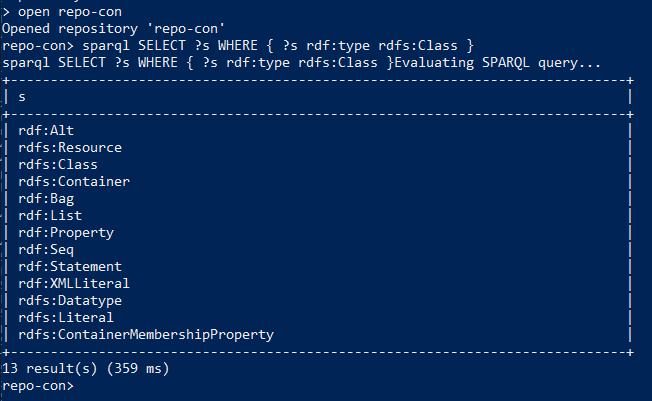 > open repo-con
Opened repository 'repo-con'
repo-con> sparql SELECT ?s WHERE { ?s rdf:type rdfs:Class }
sparql SELECT ?s WHERE { ?s rdf:type rdfs:Class }Evaluating SPARQL query...
+---------------------------------------------------------------------------+
| s |
+---------------------------------------------------------------------------+
| rdf:Alt |
| rdfs:Resource |
| rdfs:Class |
| rdfs:Container |
| rdf:Bag |
| rdf:List |
| rdf:Property |
| rdf:Seq |
| rdf:Statement |
| rdf:XMLLiteral |
| rdfs:Datatype |
| rdfs:Literal |
| rdfs:ContainerMembershipProperty |
+---------------------------------------------------------------------------+
13 result(s) (359 ms)
repo-con>